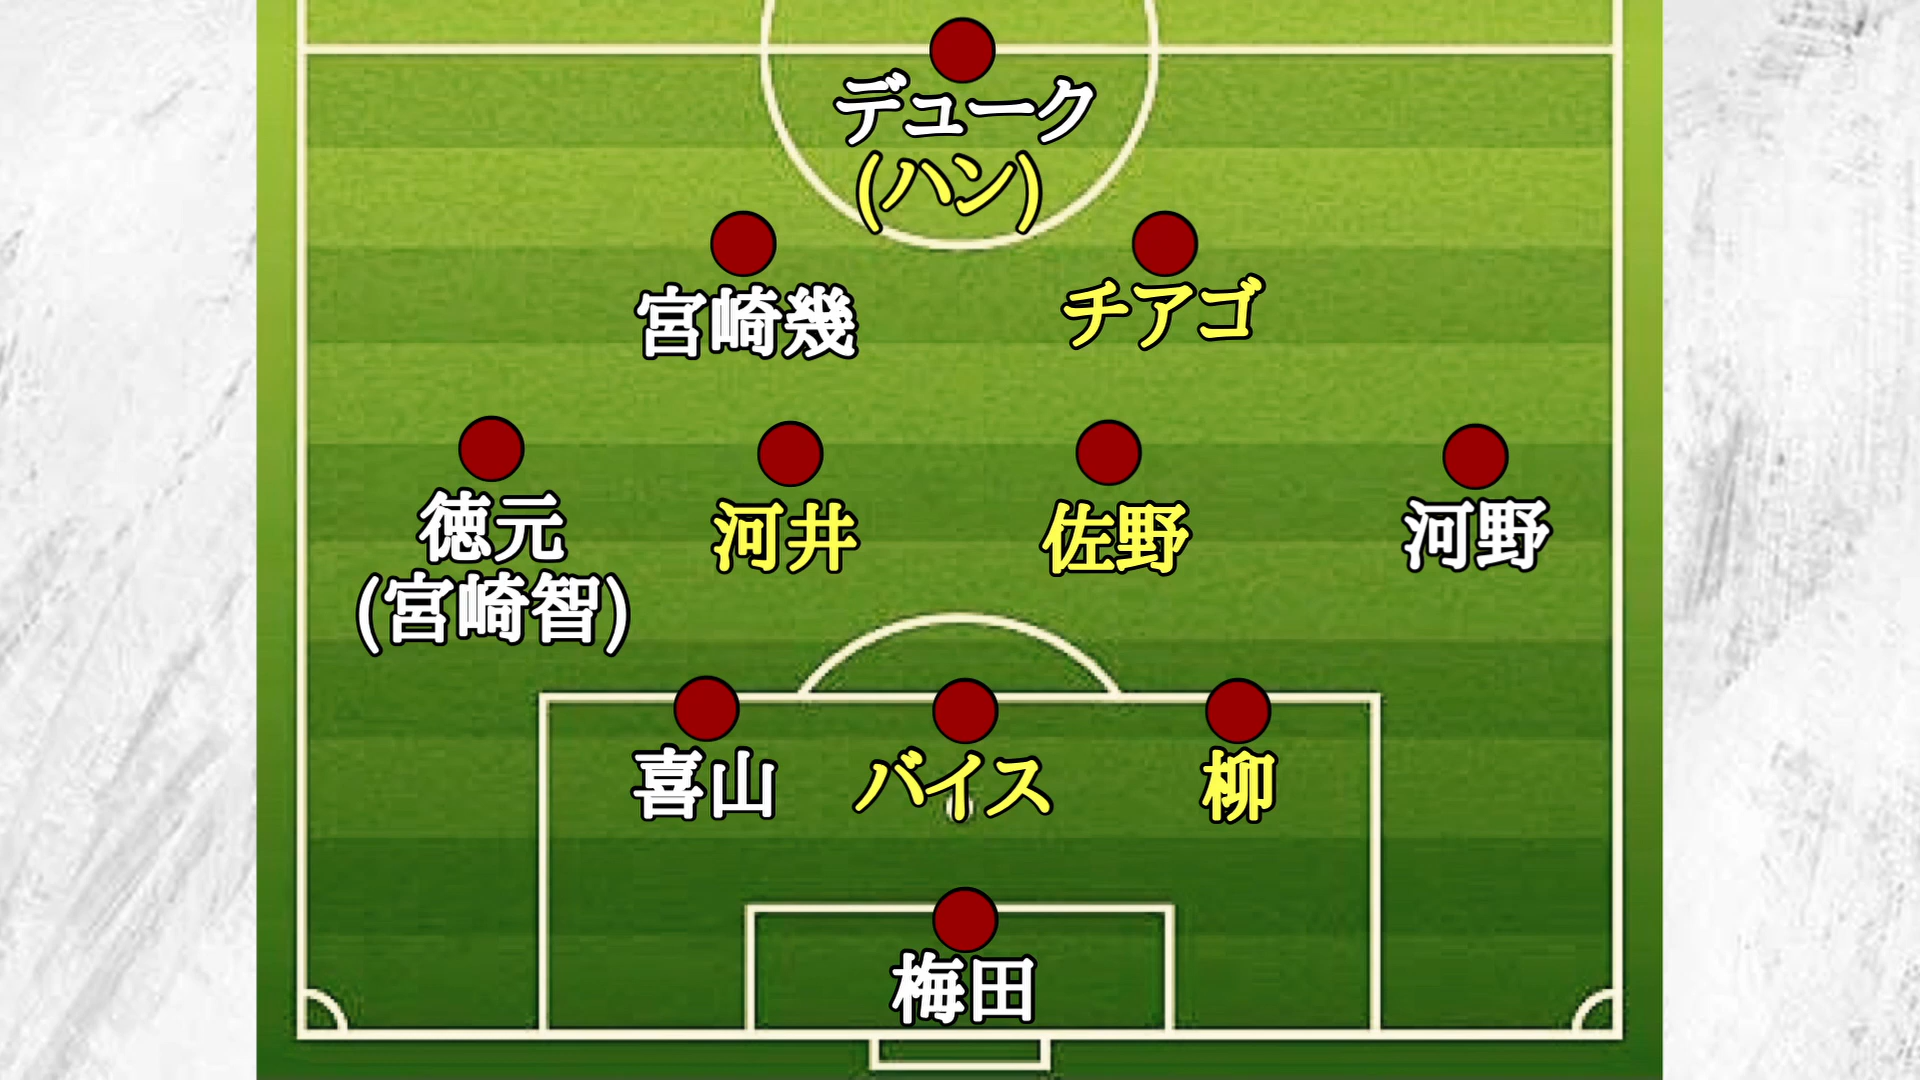 デューク
(ハン)
宮崎幾
チアゴ
徳元
(宮崎智)
河井
佐野
河野
喜山
バイス
柳
梅田